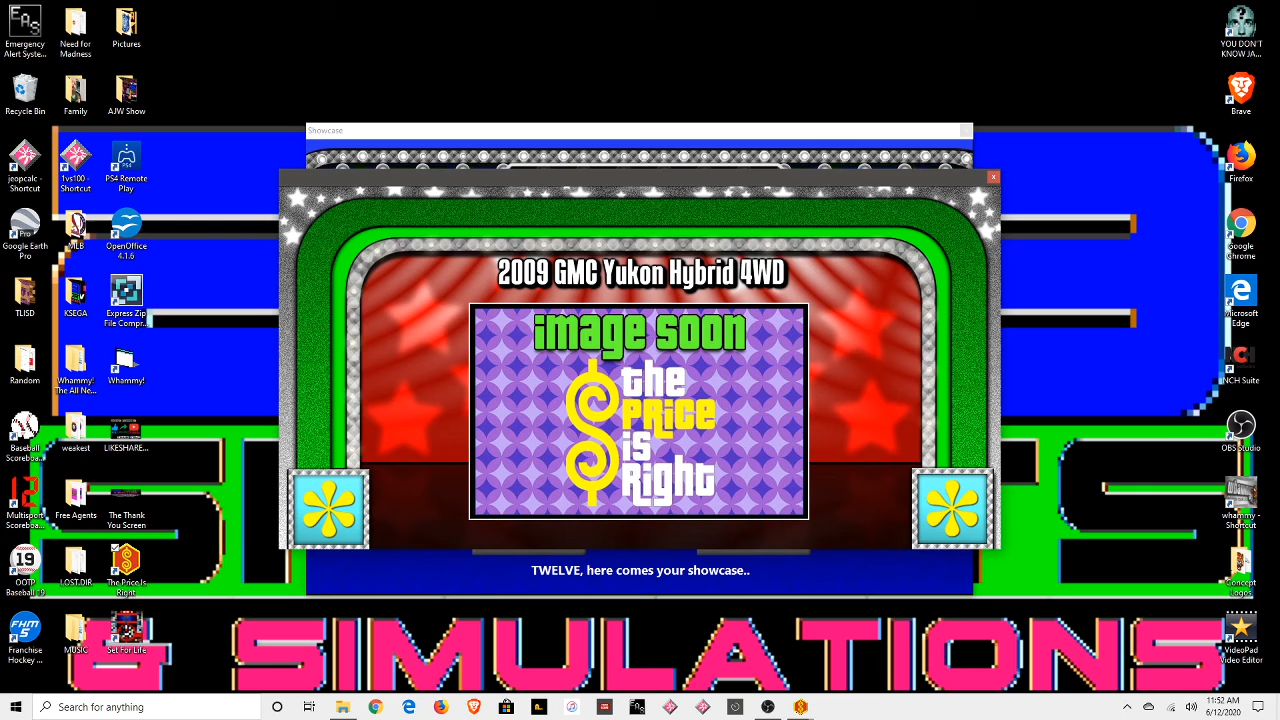 Emergency
Alert Syste...
Need for
Madness
Pictures
YOU DON'T
KNOW JA...
Recycle Bin
Family
AJW Show
Brave
jeopklc -
Shortcut
1vs100 -
Shortcut
PS4 Remote
Play
Firefox
Google Earth
Pro
MLB
OpenOffice
4.1.6
Google
Chrome
TLISD
KSEGA
Express Zip
File Compr...
Microsoft
Edge
Random
Whammy!
The All Ne...
Whammy!
NCH Suite
Baseball
Scoreboa...
weakest
LIKESHARE...
OBS Studio
Multisport
Scoreboa...
Free Agents
The Thank
You Screen
whammy -
Shortcut
OOTP
Baseball 19
LOST.DIR
The Price Is
Right
Concept
Logos
Franchise
Hockey ...
MUSIC
Set For Life
VideoPad
Video Editor
Showcase
x
2009 GMC Yukon Hybrid 4WD
image soon
the
PRICE
is
Right
TWELVE, here comes your showcase..
& SIMULATIONS
Search for anything
11:52 AM
6/12/2020